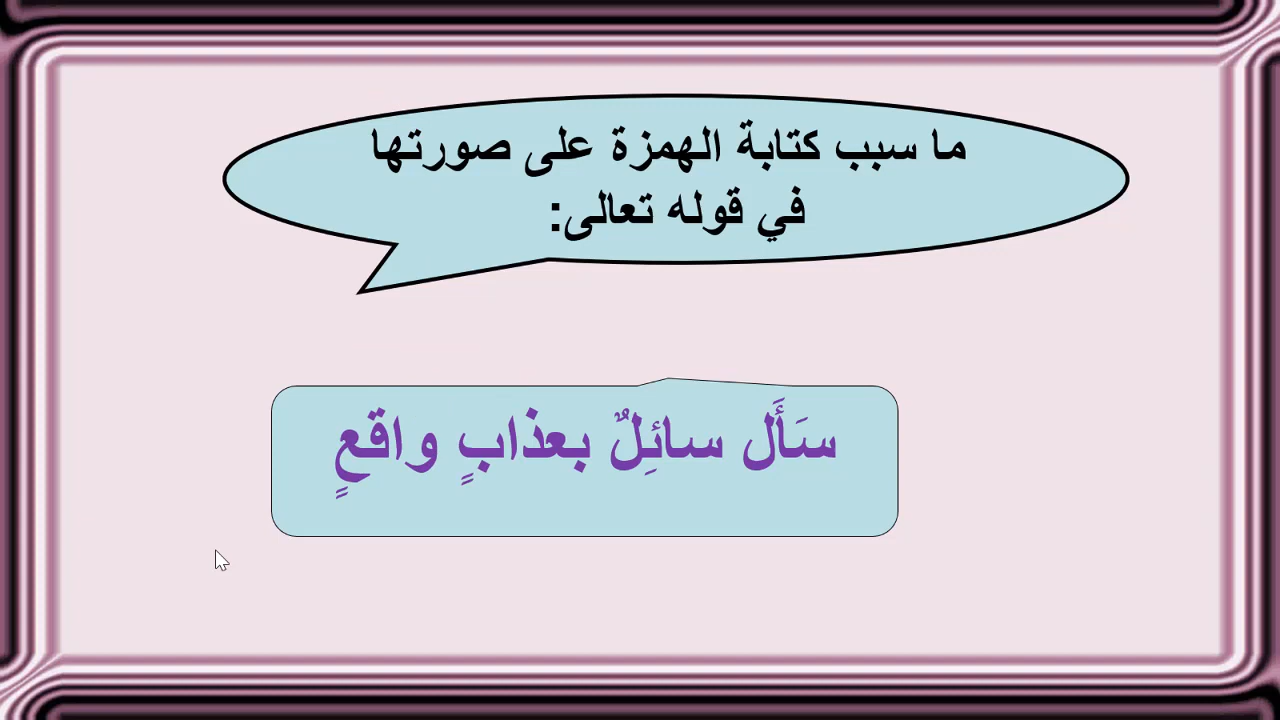 ما سبب كتابة الهمزة على صورتها
في قوله تعالى:
سَأَل سائِلٌ بعذابٍ واقعٍ